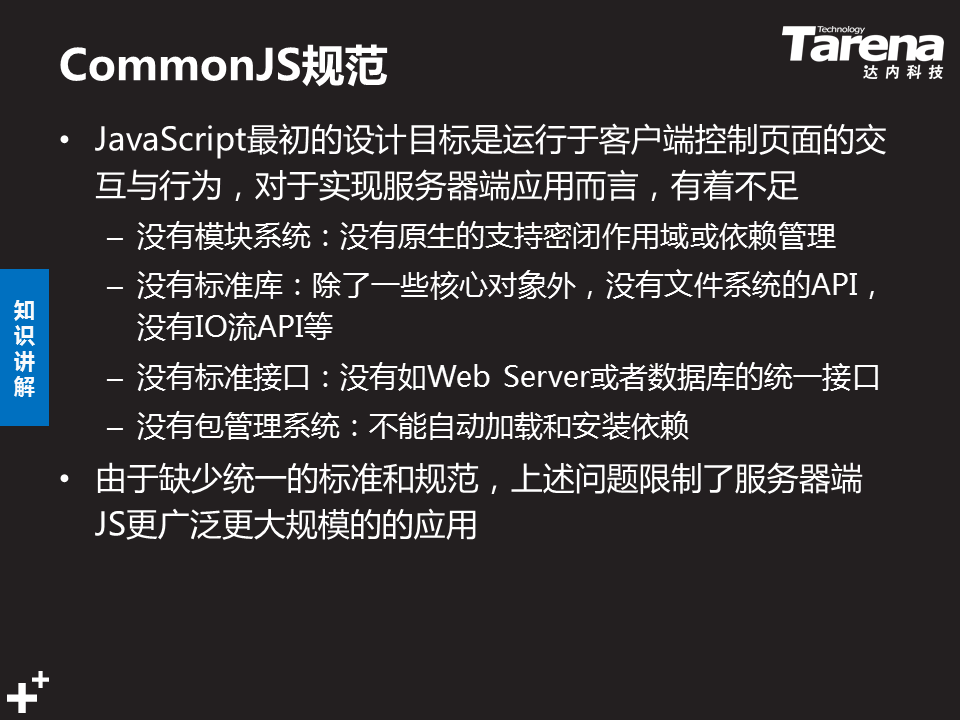 CommonJS规范
Technology
Tarena
达内科技
• JavaScript最初的设计目标是运行于客户端控制页面的交
互与行为，对于实现服务器端应用而言，有着不足
– 没有模块系统：没有原生的支持密闭作用域或依赖管理
– 没有标准库：除了一些核心对象外，没有文件系统的API，
没有IO流API等
– 没有标准接口：没有如Web Server或者数据库的统一接口
– 没有包管理系统：不能自动加载和安装依赖
• 由于缺少统一的标准和规范，上述问题限制了服务器端
JS更广泛更大规模的的应用
知
识
讲
解